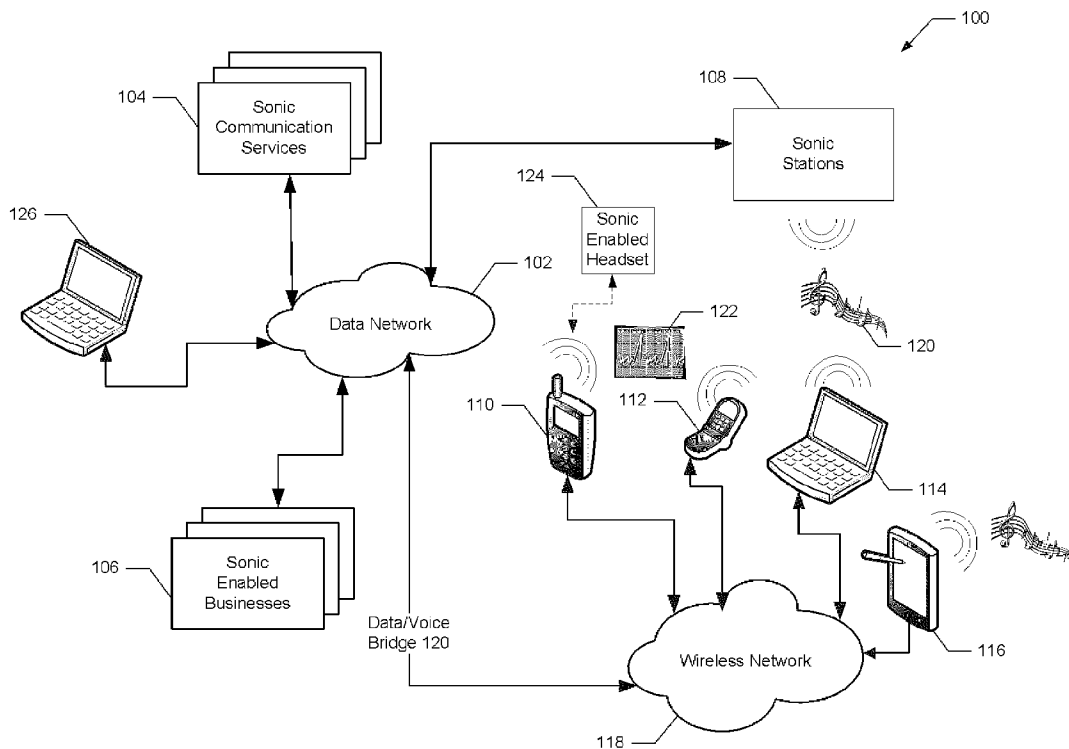 100
108
104
Sonic
Communication
Services
Sonic
Stations
124
Sonic
Enabled
Headset
126
102
Data Network
122
120
110
112
114
106
Sonic
Enabled
Businesses
Data/Voice
Bridge 120
Wireless Network
116
118